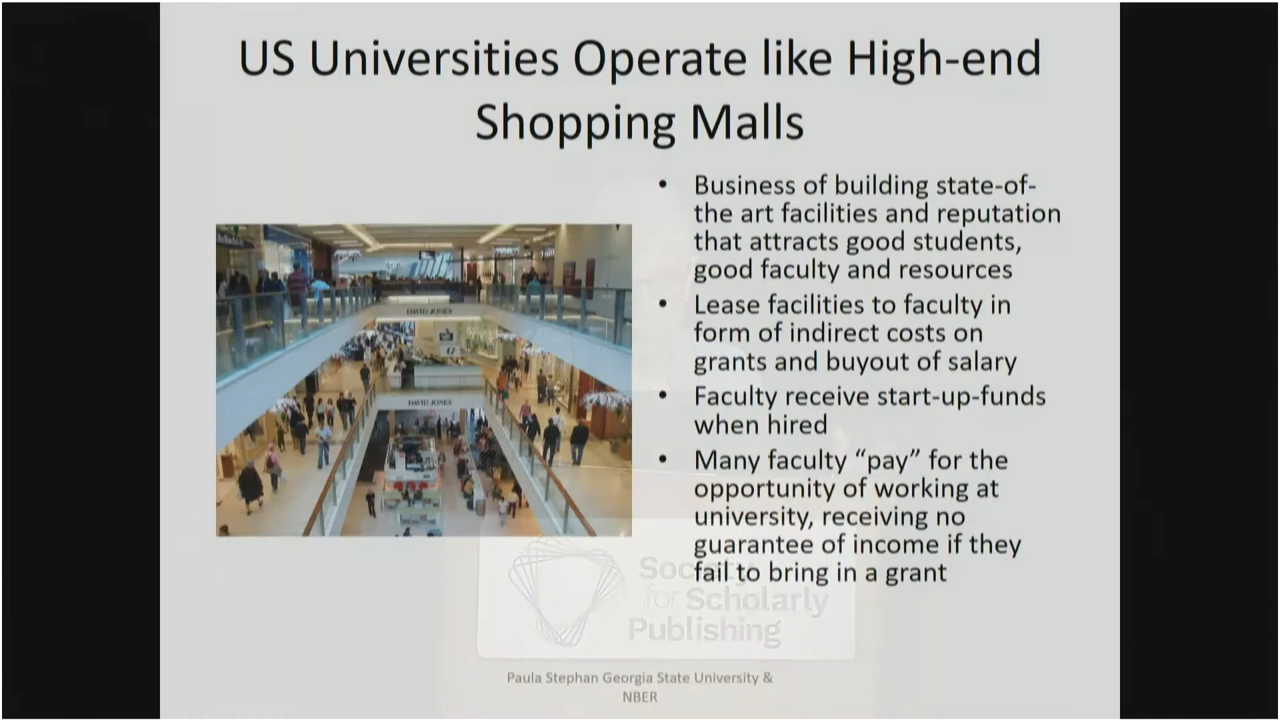 US Universities Operate like High-end
Shopping Malls
• Business of building state-of-
the art facilities and reputation
that attracts good students,
good faculty and resources
• Lease facilities to faculty in
form of indirect costs on
grants and buyout of salary
• Faculty receive start-up-funds
when hired
• Many faculty “pay” for the
opportunity of working at
university, receiving no
guarantee of income if they
fail to bring in a grant
DAVID JONES
DAVID JONES
Society
for Scholarly
Publishing
Paula Stephan Georgia State University &
NBER